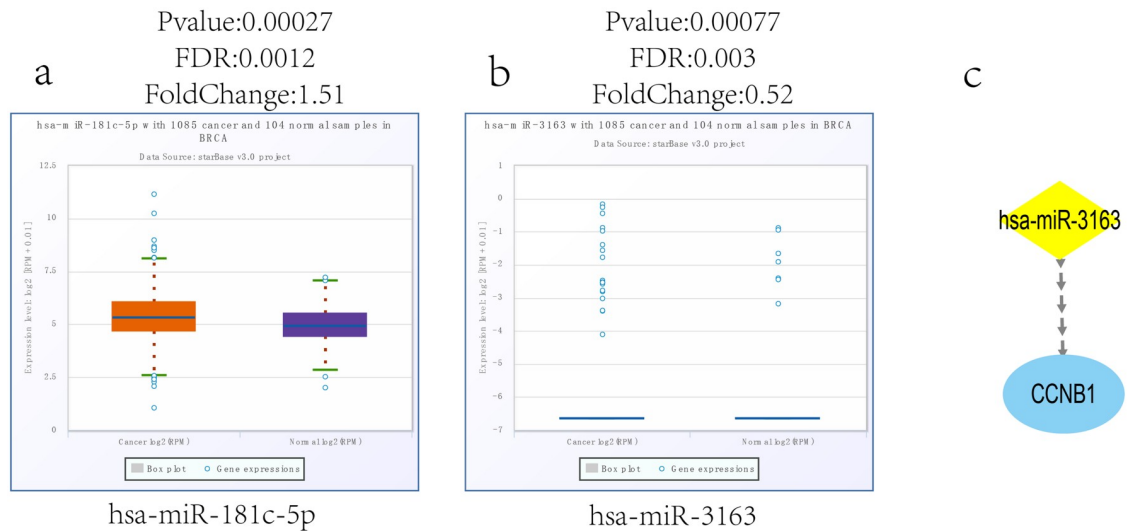 a
Pvalue:0.00027
FDR:0.0012
FoldChange:1.51
hsa-miR-181c-5p with 1085 cancer and 104 normal samples in
BRCA
Data Source: starBase v3.0 project
Expression level: log2 [RPM + 0.01]
12.5
10
7.5
5
2.5
0
Cancer log2 (RPM)
Normal log2 (RPM)
Box plot
Gene expressions
hsa-miR-181c-5p
b
Pvalue:0.00077
FDR:0.003
FoldChange:0.52
hsa-miR-3163 with 1085 cancer and 104 normal samples in BRCA
Data Source: starBase v3.0 project
Expression level: log2 [RPM + 0.01]
1
0
-1
-2
-3
-4
-5
-6
-7
Cancer log2 (RPM)
Normal log2 (RPM)
Box plot
Gene expressions
hsa-miR-3163
c
hsa-miR-3163
CCNB1